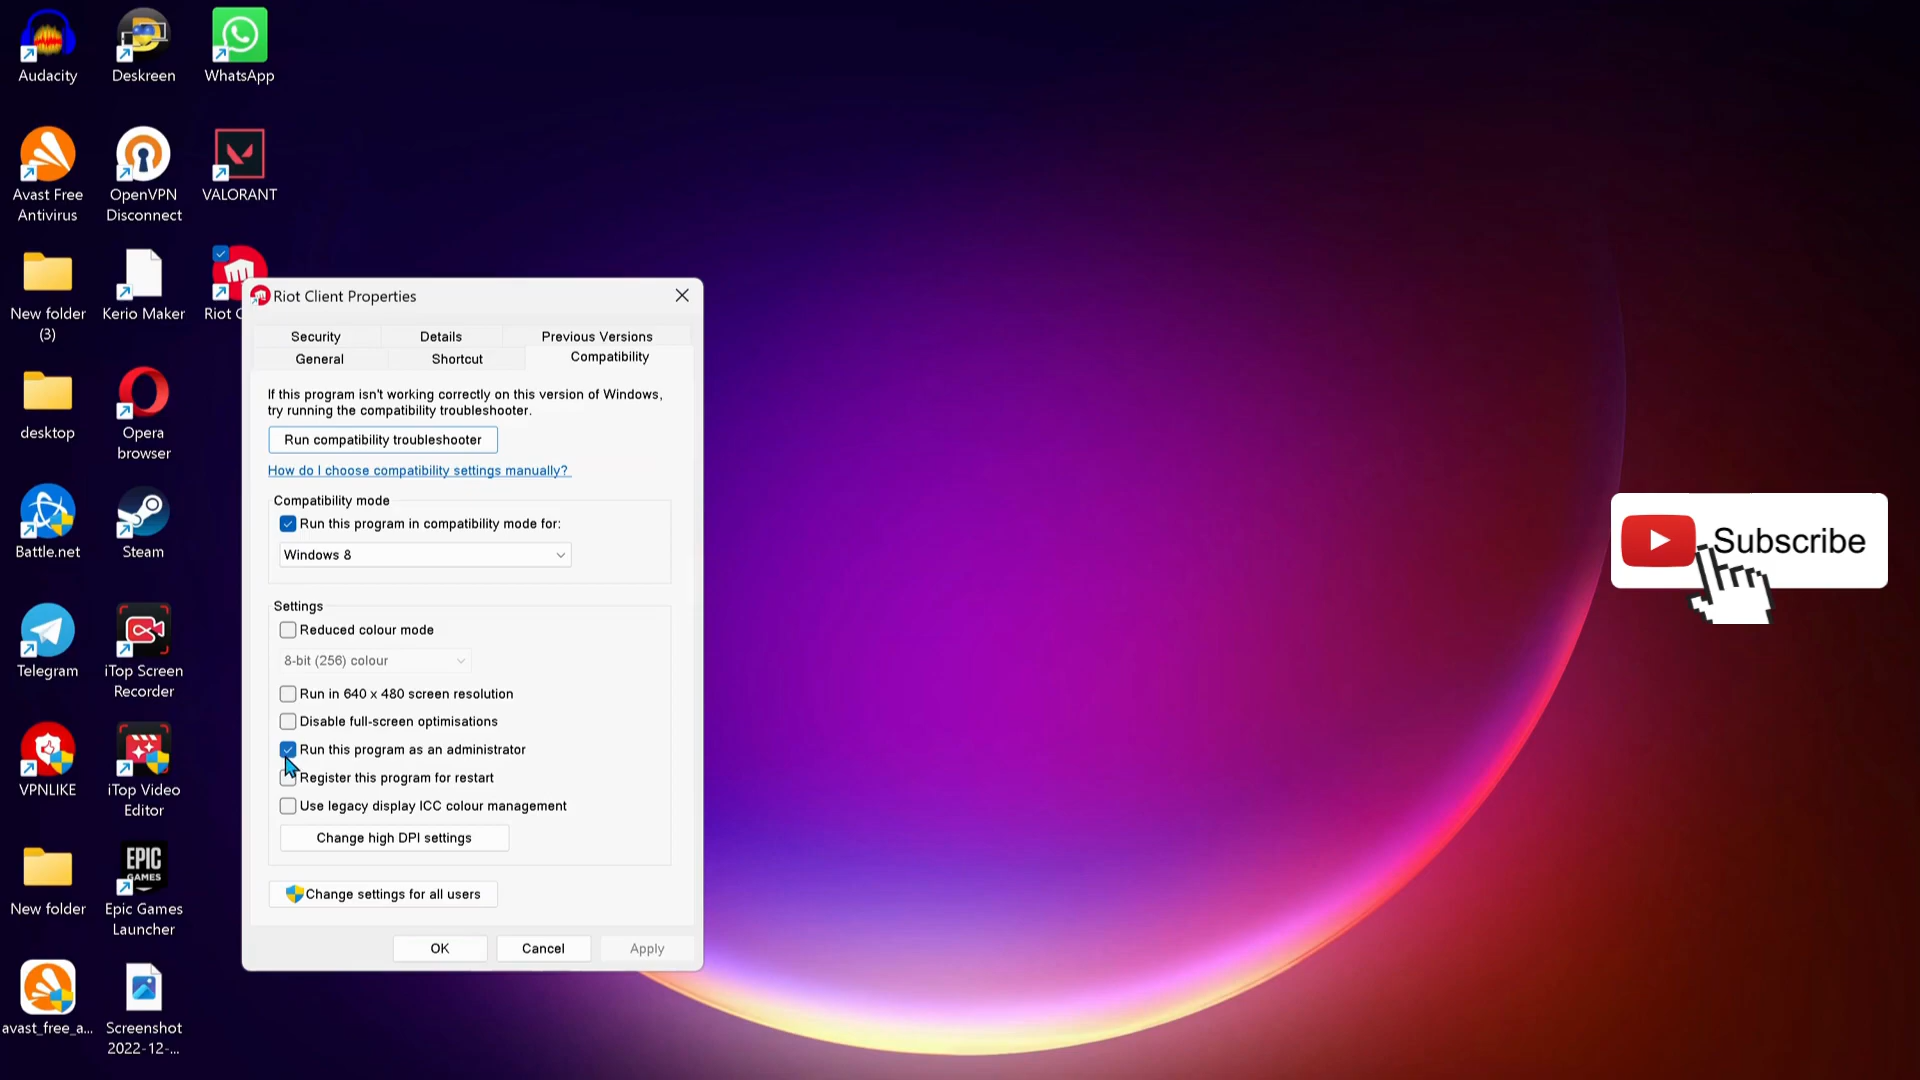 Audacity
Deskreen
WhatsApp
Avast Free
Antivirus
OpenVPN
Disconnect
VALORANT
New folder
(3)
Kerio Maker
Riot
desktop
Opera
browser
Battle.net
Steam
Telegram
iTop Screen
Recorder
VPNLIKE
iTop Video
Editor
New folder
EPIC
GAMES
Epic Games
Launcher
avast_free_a...
Screenshot
2022-12-...
Riot Client Properties
Security
Details
Previous Versions
General
Shortcut
Compatibility
If this program isn't working correctly on this version of Windows,
try running the compatibility troubleshooter.
Run compatibility troubleshooter
How do I choose compatibility settings manually?
Compatibility mode
Run this program in compatibility mode for:
Windows 8
Settings
Reduced colour mode
8-bit (256) colour
Run in 640 x 480 screen resolution
Disable full-screen optimisations
Run this program as an administrator
Register this program for restart
Use legacy display ICC colour management
Change high DPI settings
Change settings for all users
OK
Cancel
Apply
Subscribe